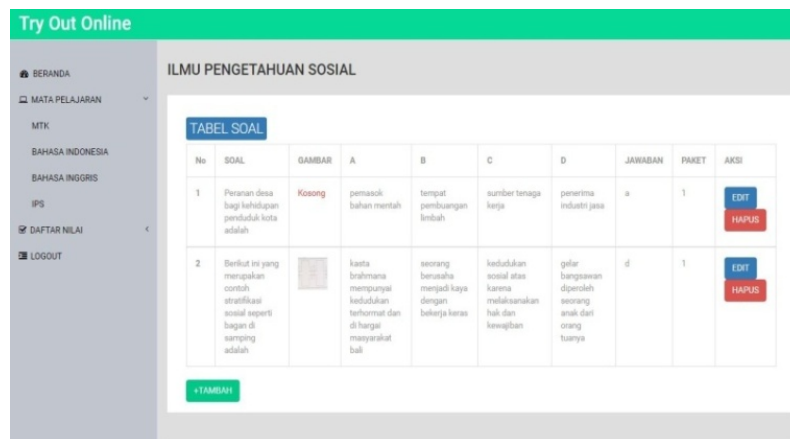 Try Out Online
BERANDA
MATA PELAJARAN
MTK
BAHASA INDONESIA
BAHASA INGGRIS
IPS
DAFTAR NILAI
LOGOUT
ILMU PENGETAHUAN SOSIAL
TABEL SOAL
No SOAL GAMBAR A B C D JAWABAN PAKET AKSI
1 Peranan desa Kosong pemasok tempat sumber tenaga penerima a 1 EDIT
bagi kehidupan bahan mentah pembuangan kerja industri jasa
penduduk kota limbah HAPUS
adalah
2 Berikut ini yang kasta seorang kedudukan gelar d 1 EDIT
merupakan brahmana berusaha sosial atas bangsawan
contoh mempunyai menjadi kaya karena diperoleh HAPUS
stratifikasi kedudukan dengan melaksanakan seorang
sosial seperti terhormat dan bekerja keras hak dan anak dari
bagan di di hargai kewajiban orang
samping masyarakat tuanya
adalah bali
+TAMBAH